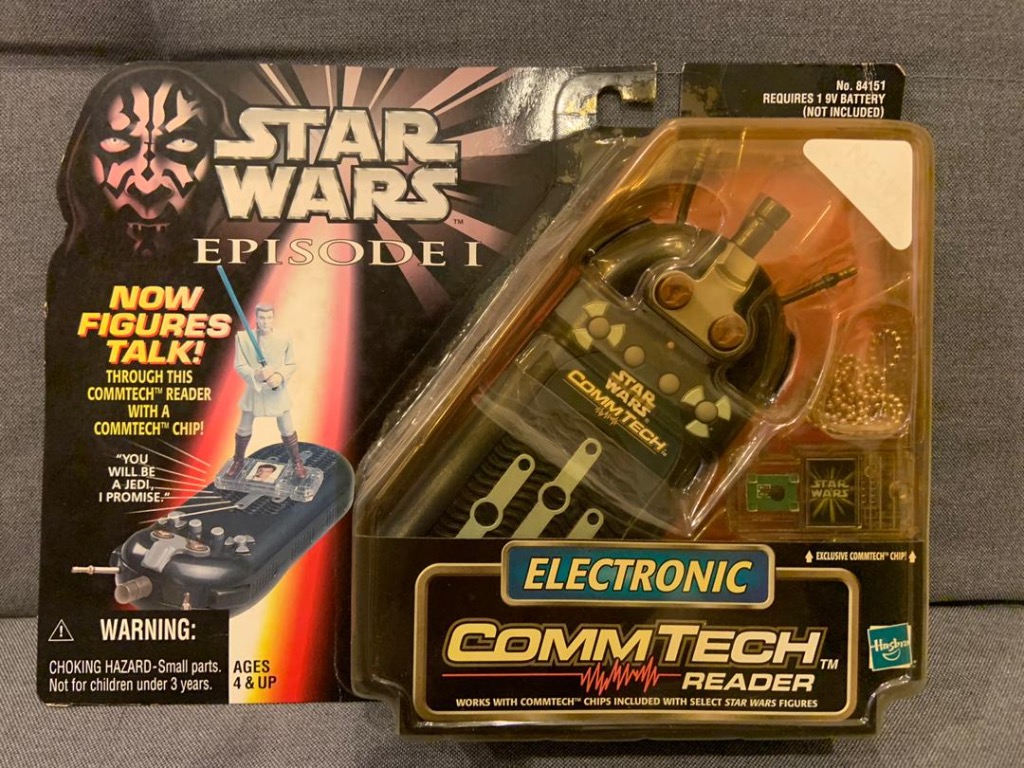 STAR
WARS™
EPISODE I
NOW
FIGURES
TALK!
THROUGH THIS
COMMTECH™ READER
WITH A
COMMTECH™ CHIP!
"YOU
WILL BE
A JEDI,
I PROMISE."
WARNING:
CHOKING HAZARD-Small parts.
Not for children under 3 years.
AGES
4 & UP
No. 84151
REQUIRES 1 9V BATTERY
(NOT INCLUDED)
STAR
WARS
COMMTECH™
STAR
WARS
EXCLUSIVE COMMTECH™ CHIP!
ELECTRONIC
COMMTECH™
READER
WORKS WITH COMMTECH™ CHIPS INCLUDED WITH SELECT STAR WARS FIGURES
Hasbro